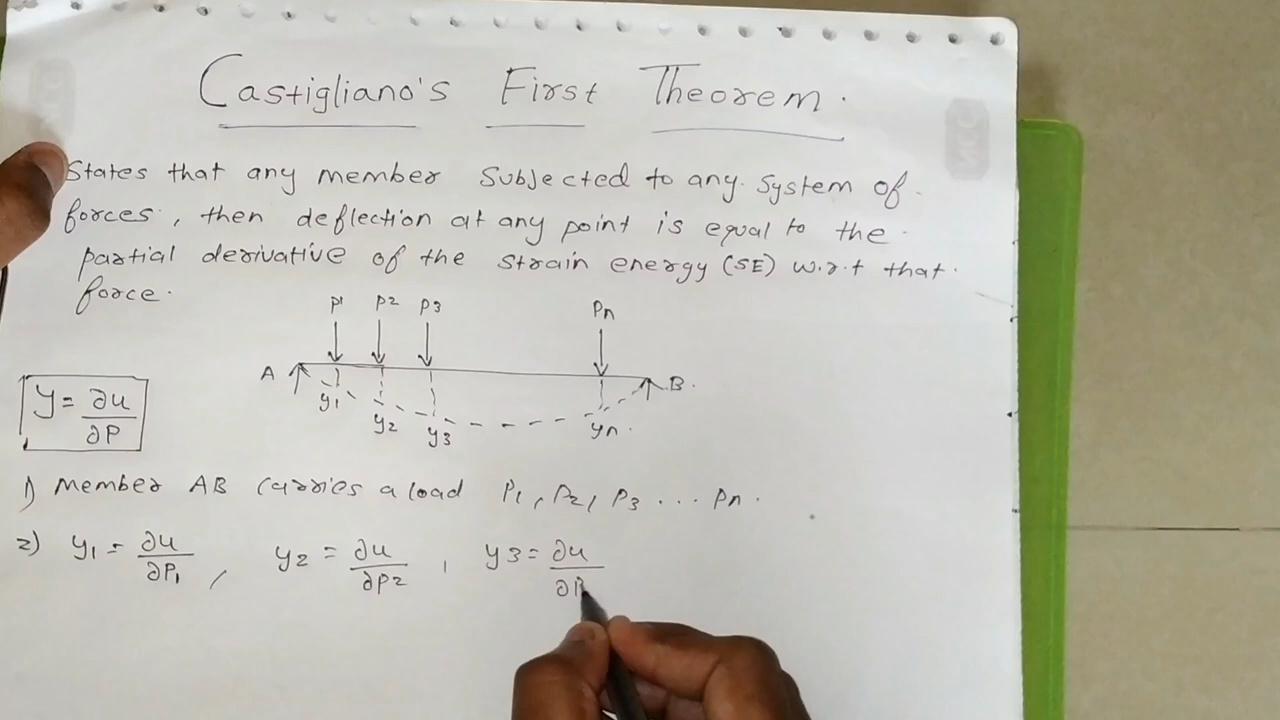 Castigliano's First Theorem.
States that any member subjected to any system of
forces, then deflection at any point is equal to the
partial derivative of the strain energy (SE) w.r.t that
force.
P1 P2 P3 Pn
A B.
y1 y2 y3 yn.
y = ∂u/∂P
1) Member AB carries a load P1, P2, P3 ... Pn.
2) y1 = ∂u/∂P1, y2 = ∂u/∂P2, y3 = ∂u/∂P